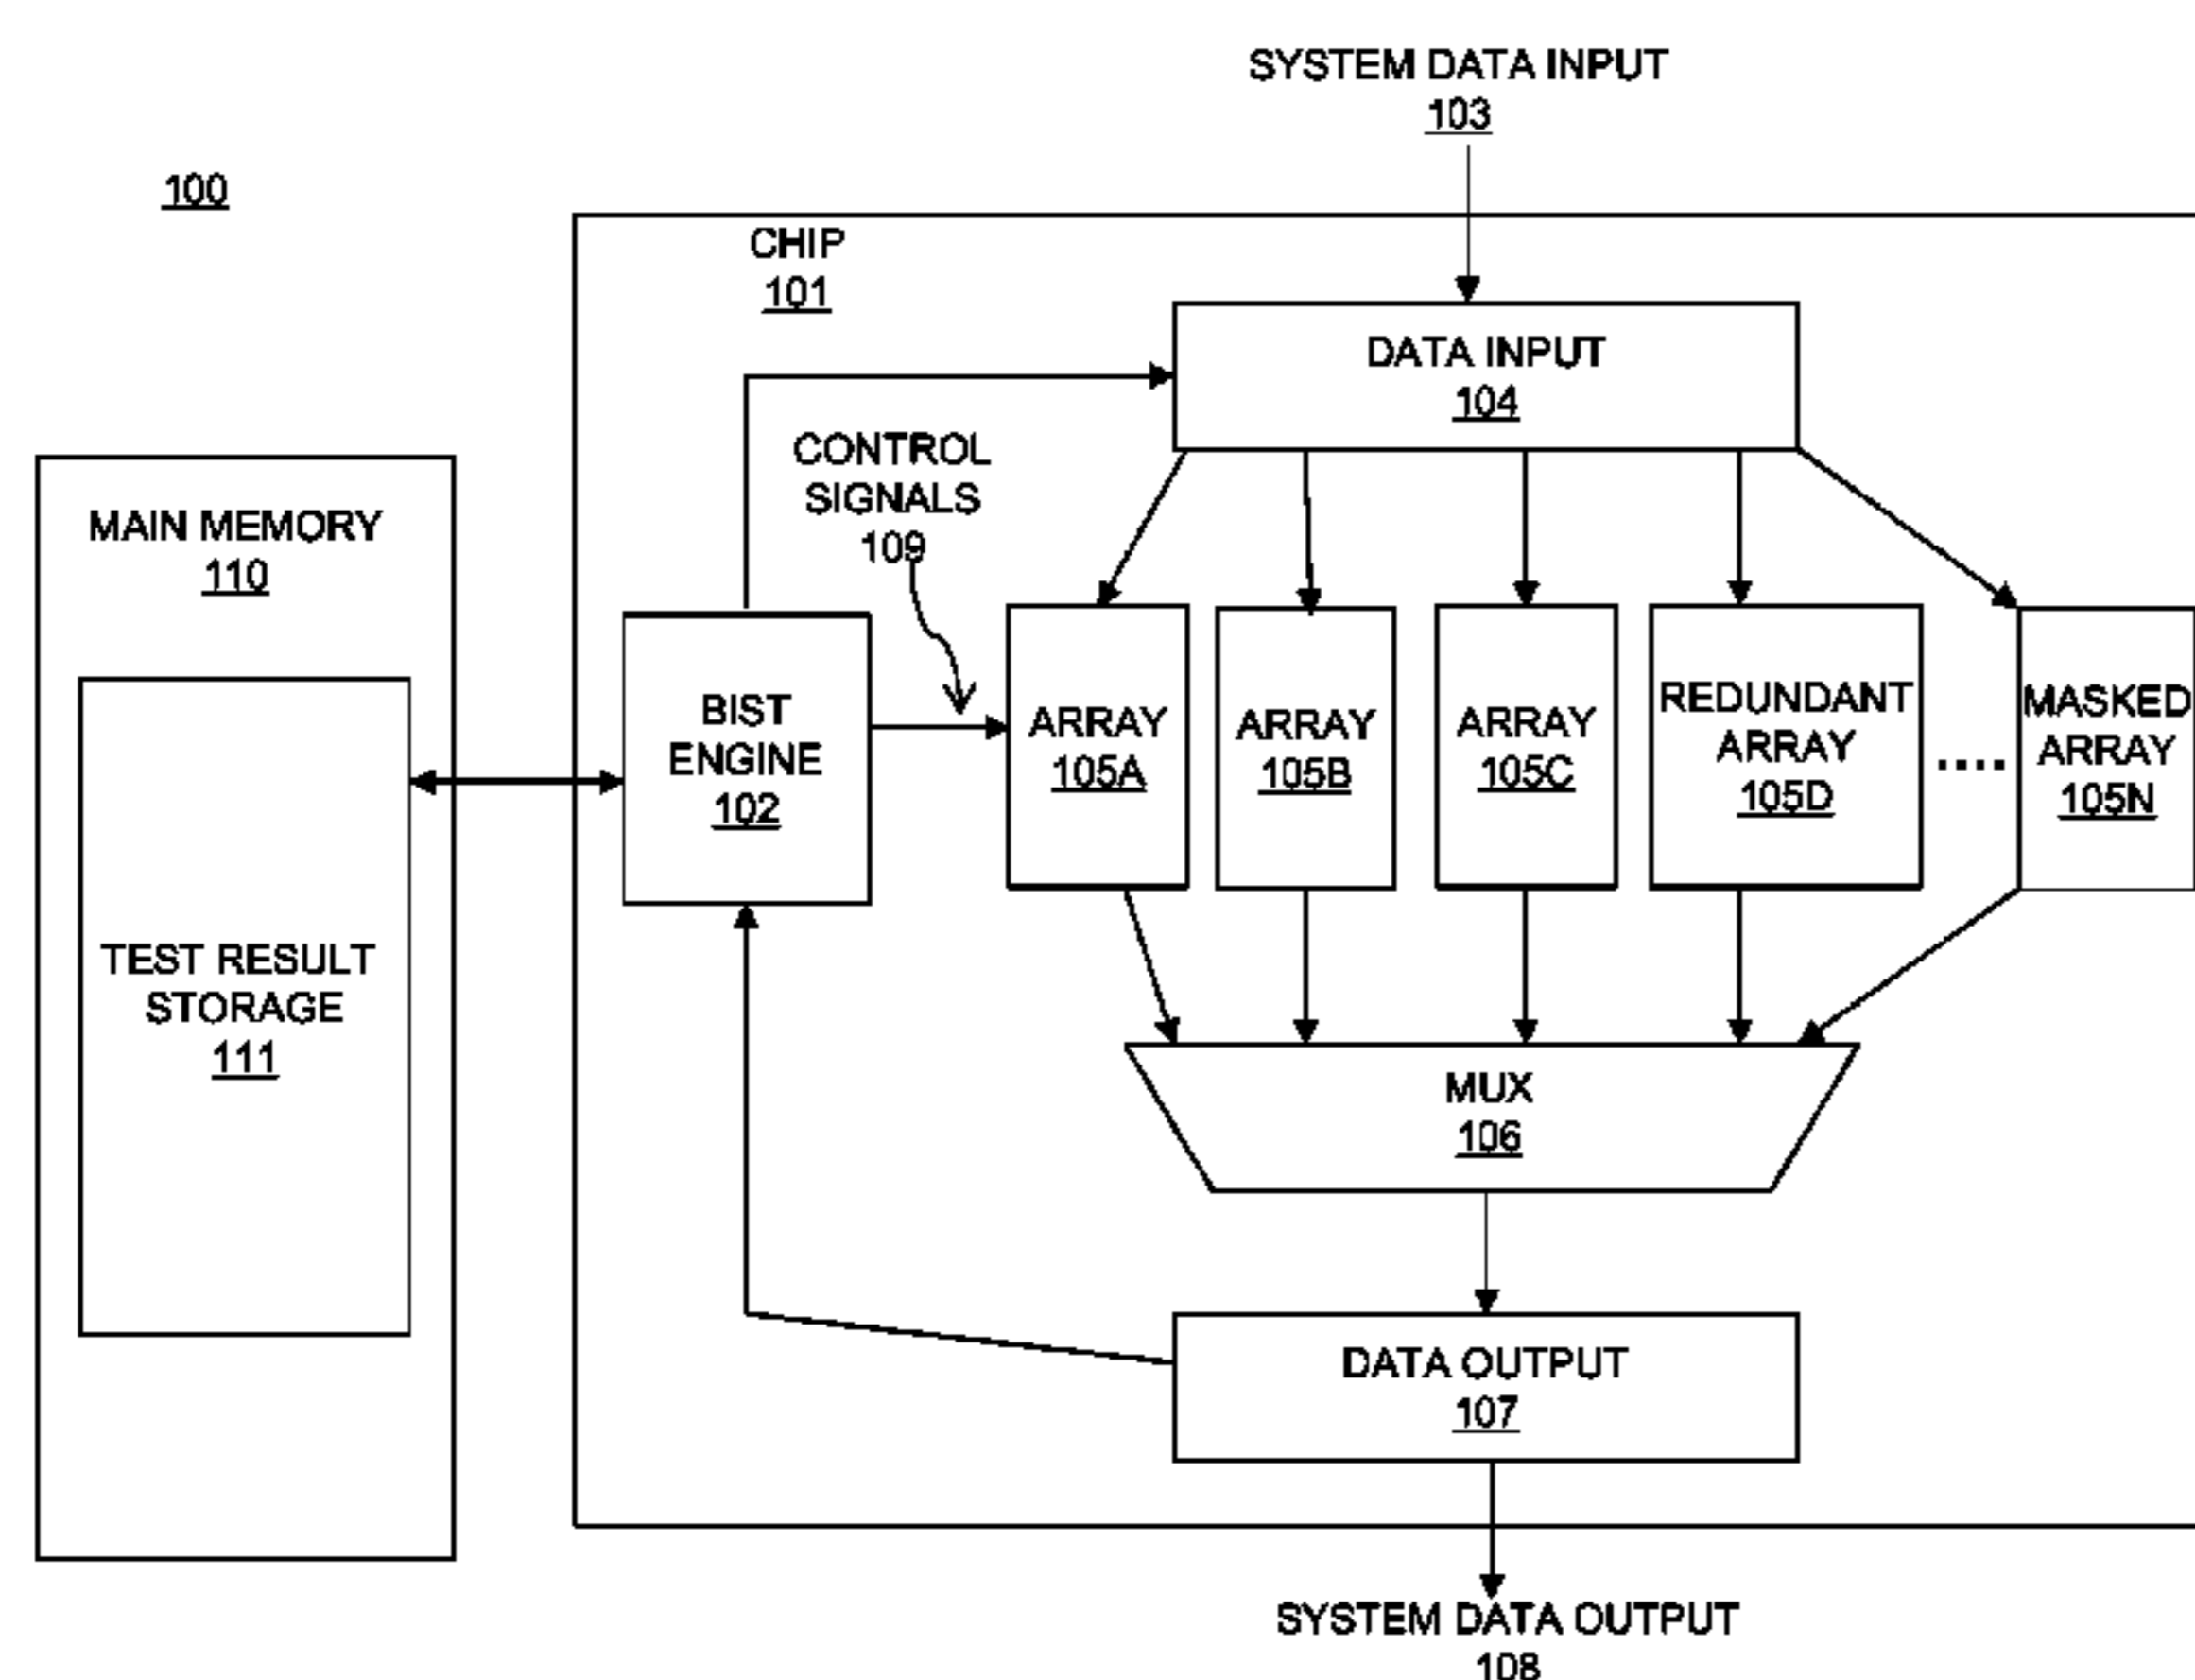 SYSTEM DATA INPUT
103
100
CHIP
101
DATA INPUT
104
CONTROL
SIGNALS
109
MAIN MEMORY
110
TEST RESULT
STORAGE
111
BIST
ENGINE
102
ARRAY
105A
ARRAY
105B
ARRAY
105C
REDUNDANT
ARRAY
105D
....
MASKED
ARRAY
105N
MUX
106
DATA OUTPUT
107
SYSTEM DATA OUTPUT
108